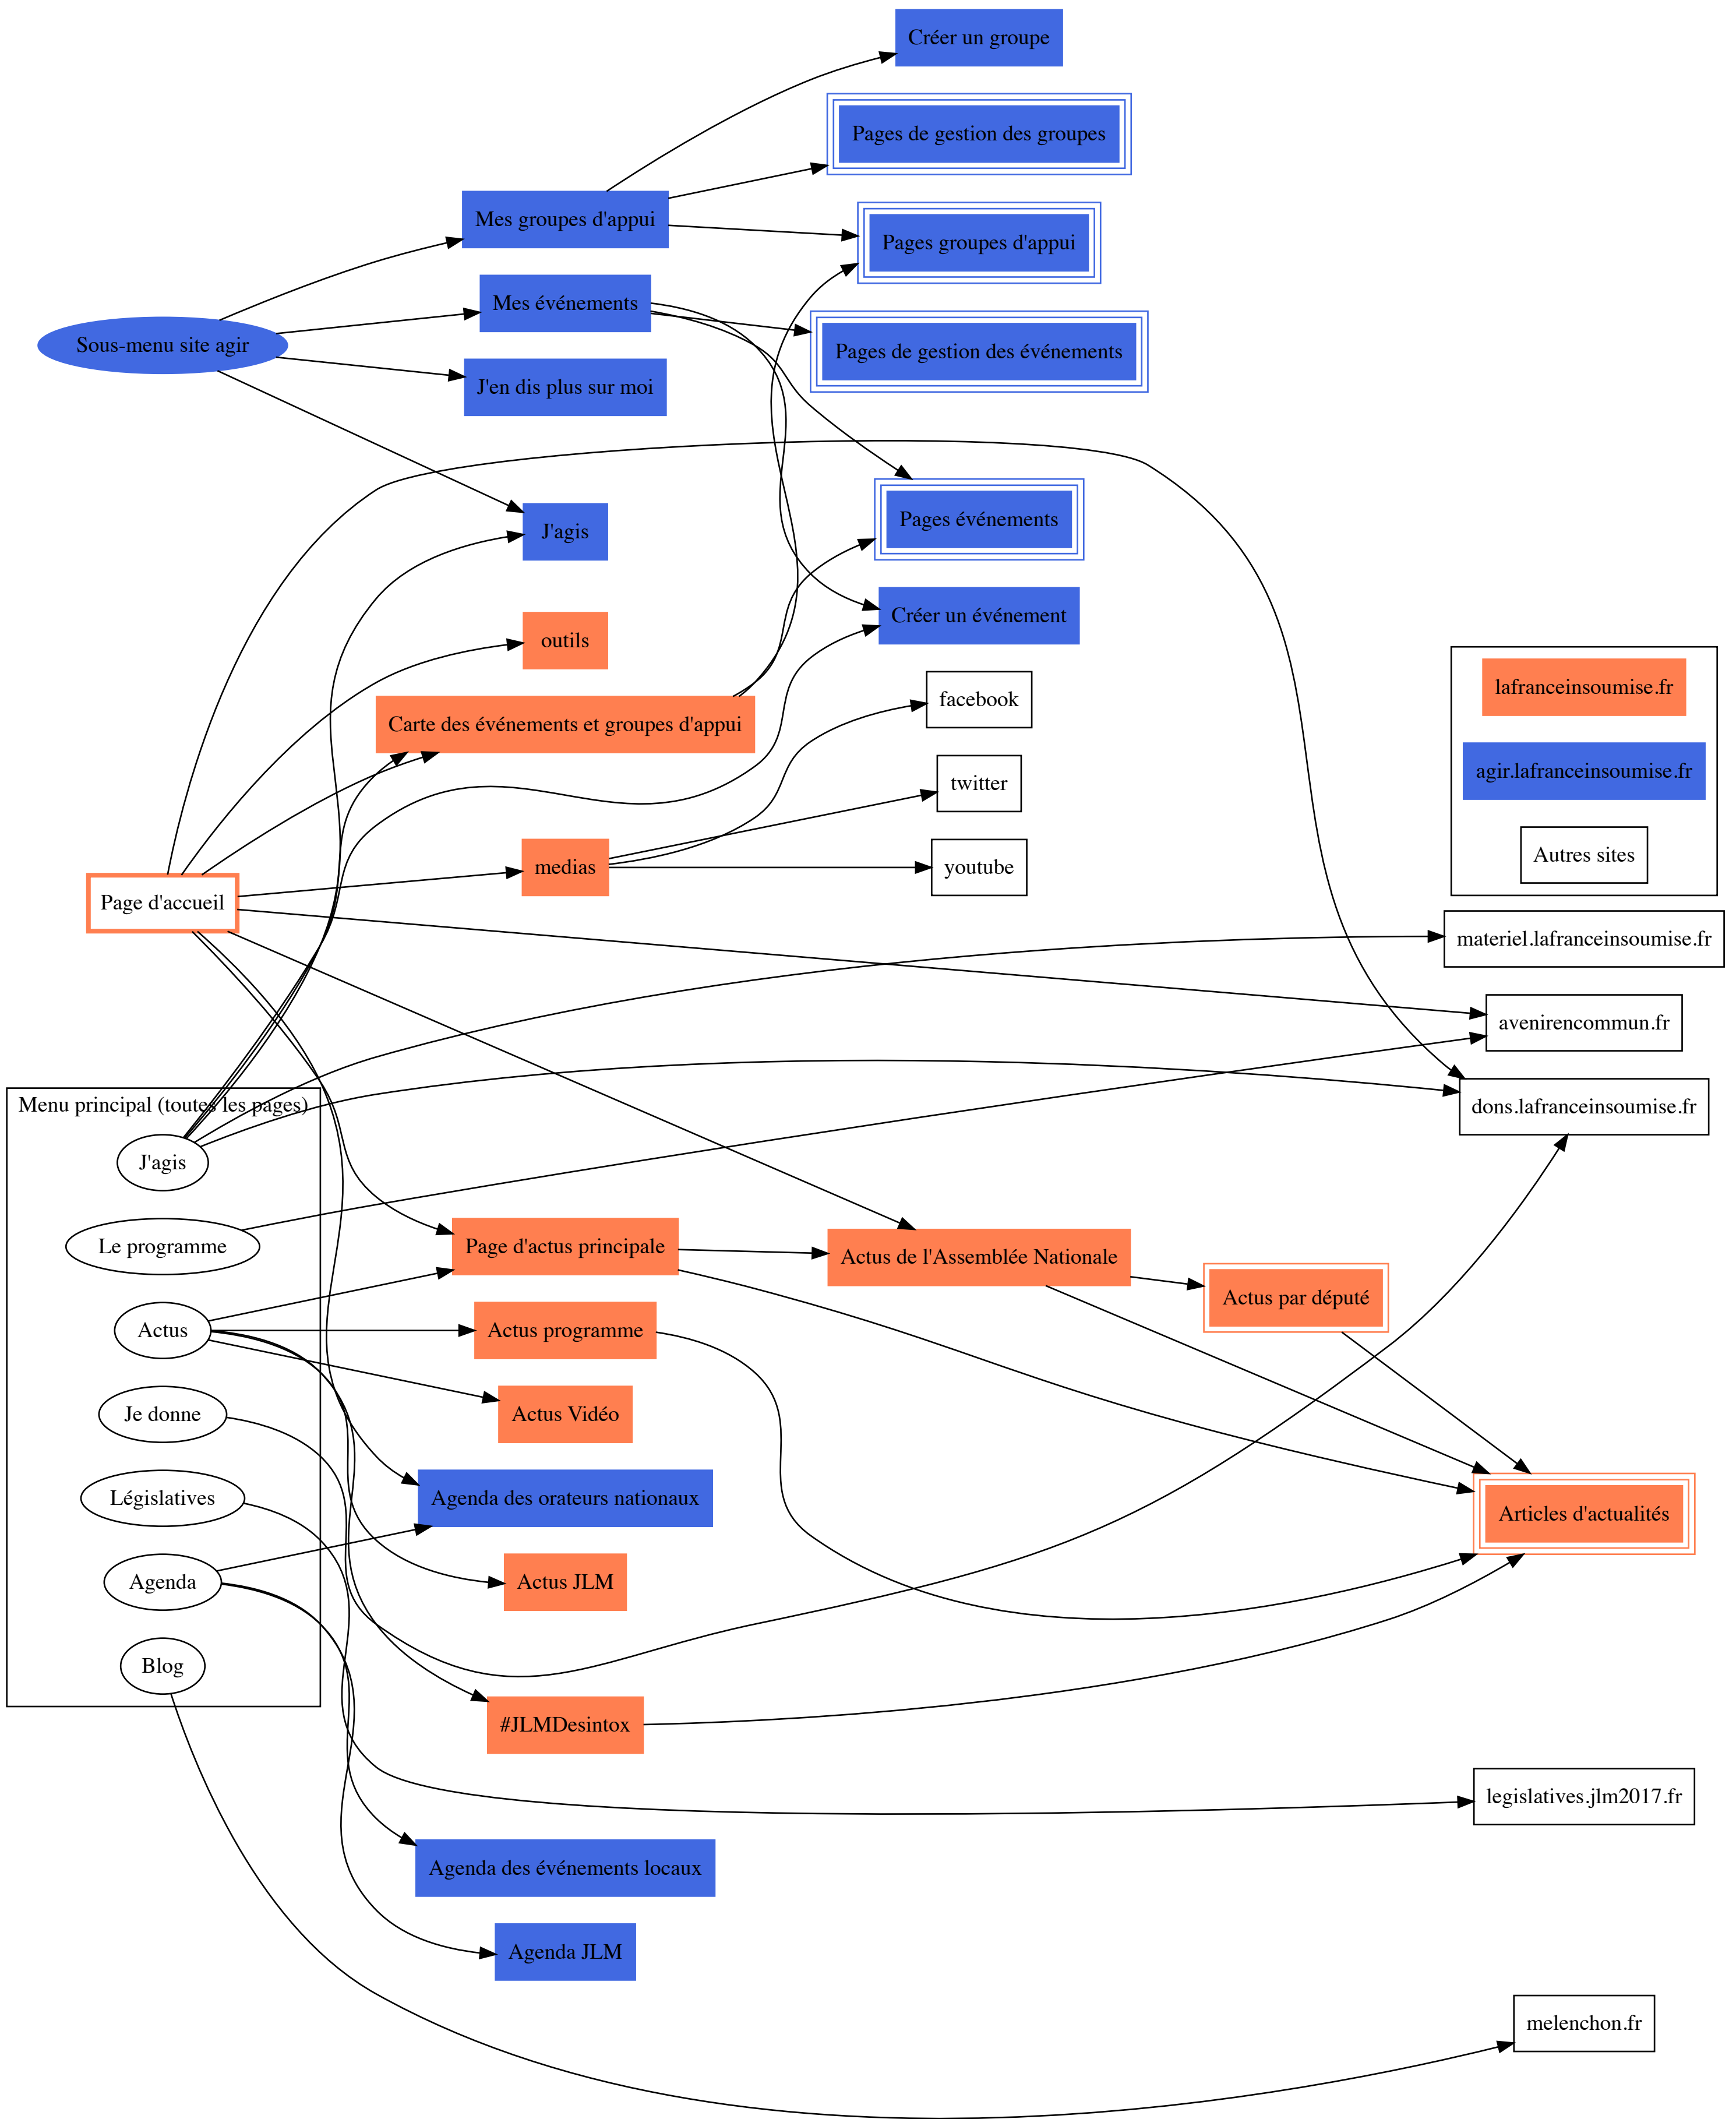 Créer un groupe
Pages de gestion des groupes
Mes groupes d'appui
Pages groupes d'appui
Mes événements
Sous-menu site agir
Pages de gestion des événements
J'en dis plus sur moi
Pages événements
J'agis
Créer un événement
outils
lafranceinsoumise.fr
facebook
Carte des événements et groupes d'appui
agir.lafranceinsoumise.fr
twitter
Autres sites
medias
youtube
Page d'accueil
materiel.lafranceinsoumise.fr
avenirencommun.fr
Menu principal (toutes les pages)
dons.lafranceinsoumise.fr
J'agis
Le programme
Page d'actus principale
Actus de l'Assemblée Nationale
Actus par député
Actus
Actus programme
Je donne
Actus Vidéo
Législatives
Agenda des orateurs nationaux
Articles d'actualités
Agenda
Actus JLM
Blog
#JLMDesintox
legislatives.jlm2017.fr
Agenda des événements locaux
Agenda JLM
melenchon.fr